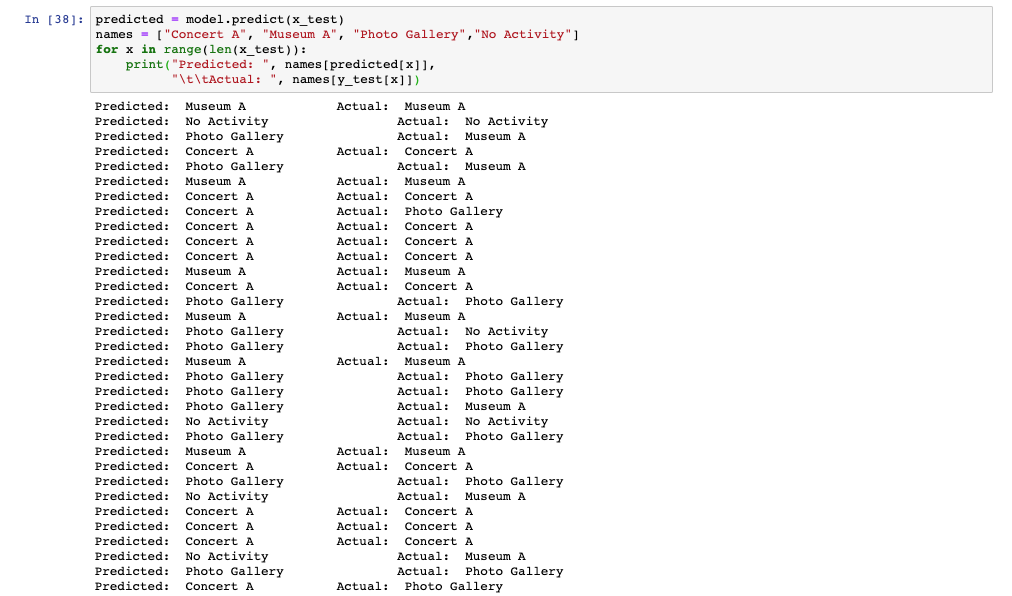 In [38]: predicted = model.predict(x_test)
names = ["Concert A", "Museum A", "Photo Gallery","No Activity"]
for x in range(len(x_test)):
    print("Predicted: ", names[predicted[x]],
          "\t\tActual: ", names[y_test[x]])
Predicted:  Museum A 		Actual:  Museum A
Predicted:  No Activity 		Actual:  No Activity
Predicted:  Photo Gallery 		Actual:  Museum A
Predicted:  Concert A 		Actual:  Concert A
Predicted:  Photo Gallery 		Actual:  Museum A
Predicted:  Museum A 		Actual:  Museum A
Predicted:  Concert A 		Actual:  Concert A
Predicted:  Concert A 		Actual:  Photo Gallery
Predicted:  Concert A 		Actual:  Concert A
Predicted:  Concert A 		Actual:  Concert A
Predicted:  Concert A 		Actual:  Concert A
Predicted:  Museum A 		Actual:  Museum A
Predicted:  Concert A 		Actual:  Concert A
Predicted:  Photo Gallery 		Actual:  Photo Gallery
Predicted:  Museum A 		Actual:  Museum A
Predicted:  Photo Gallery 		Actual:  No Activity
Predicted:  Photo Gallery 		Actual:  Photo Gallery
Predicted:  Museum A 		Actual:  Museum A
Predicted:  Photo Gallery 		Actual:  Photo Gallery
Predicted:  Photo Gallery 		Actual:  Photo Gallery
Predicted:  Photo Gallery 		Actual:  Museum A
Predicted:  No Activity 		Actual:  No Activity
Predicted:  Photo Gallery 		Actual:  Photo Gallery
Predicted:  Museum A 		Actual:  Museum A
Predicted:  Concert A 		Actual:  Concert A
Predicted:  Photo Gallery 		Actual:  Photo Gallery
Predicted:  No Activity 		Actual:  Museum A
Predicted:  Concert A 		Actual:  Concert A
Predicted:  Concert A 		Actual:  Concert A
Predicted:  Concert A 		Actual:  Concert A
Predicted:  No Activity 		Actual:  Museum A
Predicted:  Photo Gallery 		Actual:  Photo Gallery
Predicted:  Concert A 		Actual:  Photo Gallery